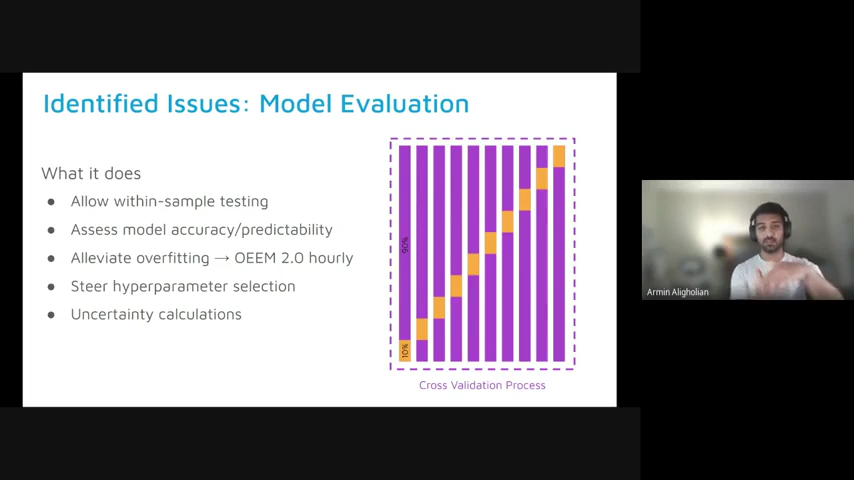 Identified Issues: Model Evaluation
What it does
● Allow within-sample testing
● Assess model accuracy/predictability
● Alleviate overfitting → OEEM 2.0 hourly
● Steer hyperparameter selection
● Uncertainty calculations
90%
10%
Cross Validation Process
Armin Aligholian